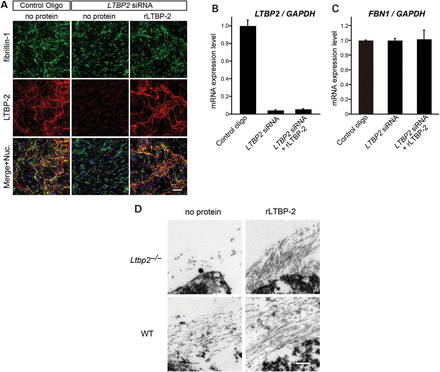 A
Control Oligo
LTBP2 siRNA
no protein
no protein
rLTBP-2
fibrillin-1
LTBP-2
Merge+Nuc.
B
LTBP2 / GAPDH
mRNA expression level
1.0
0.8
0.6
0.4
0.2
0
Control oligo
LTBP2 siRNA
LTBP2 siRNA
+ rLTBP-2
C
FBN1 / GAPDH
mRNA expression level
1.2
1.0
0.8
0.6
0.4
0.2
0
Control oligo
LTBP2 siRNA
LTBP2 siRNA
+ rLTBP-2
D
no protein
rLTBP-2
Ltbp2–/–
WT